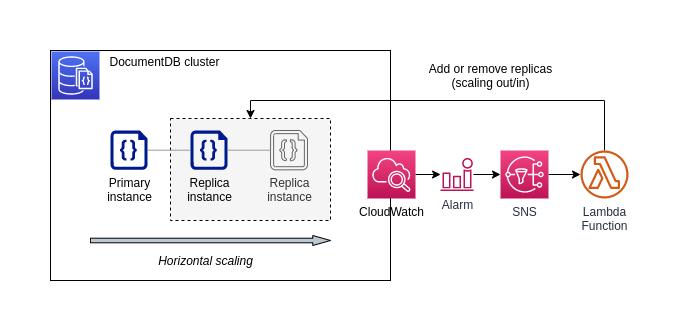 DocumentDB cluster
Add or remove replicas
(scaling out/in)
Primary
instance
Replica
instance
Replica
instance
CloudWatch
Alarm
SNS
Lambda
Function
Horizontal scaling